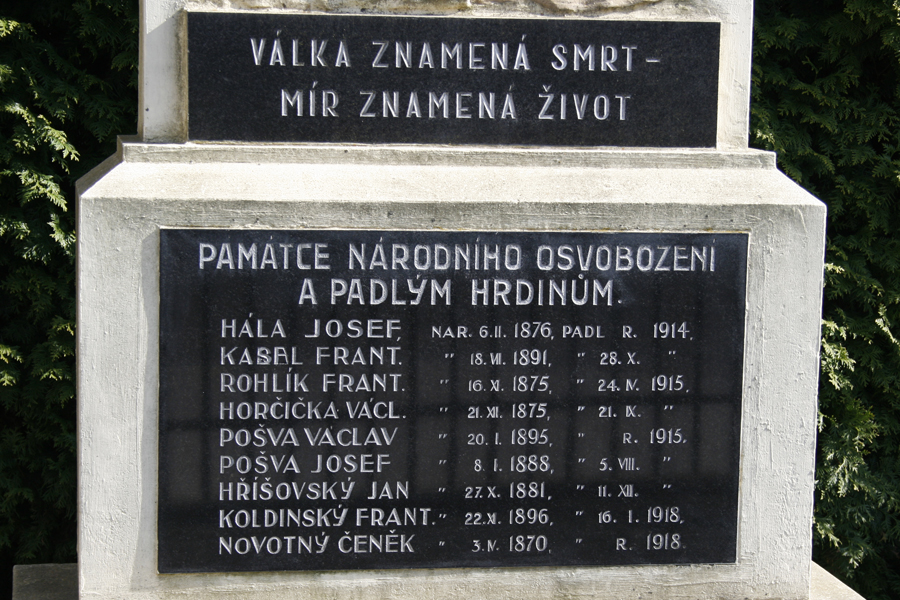 VÁLKA ZNAMENÁ SMRT-
MÍR ZNAMENÁ ŽIVOT
PAMÁTCE NÁRODNÍHO OSVOBOZENÍ
A PADLÝM HRDINŮM.
HÁLA JOSEF, NAR. 6.II. 1876, PADL R. 1914,
FRANT. " 18.VII. 1891, " 28.X. "
ROHLÍK FRANT. " 16.XI. 1875, " 24.IV. 1915,
HORČIČKA VÁCL. " 21.XII. 1875, " 21.IX. "
POŠVA VÁCLAV " 20.I. 1895, " R. 1915.
POŠVA JOSEF " 8.I. 1888, " 5.VIII. "
HŘÍŠOVSKÝ JAN " 27.X. 1881, " 11.XII. "
KOLDINSKÝ FRANT. " 22.XI. 1896, " 16.I. 1918,
NOVOTNÝ ČENĚK " 3.IV. 1870, " R. 1918.